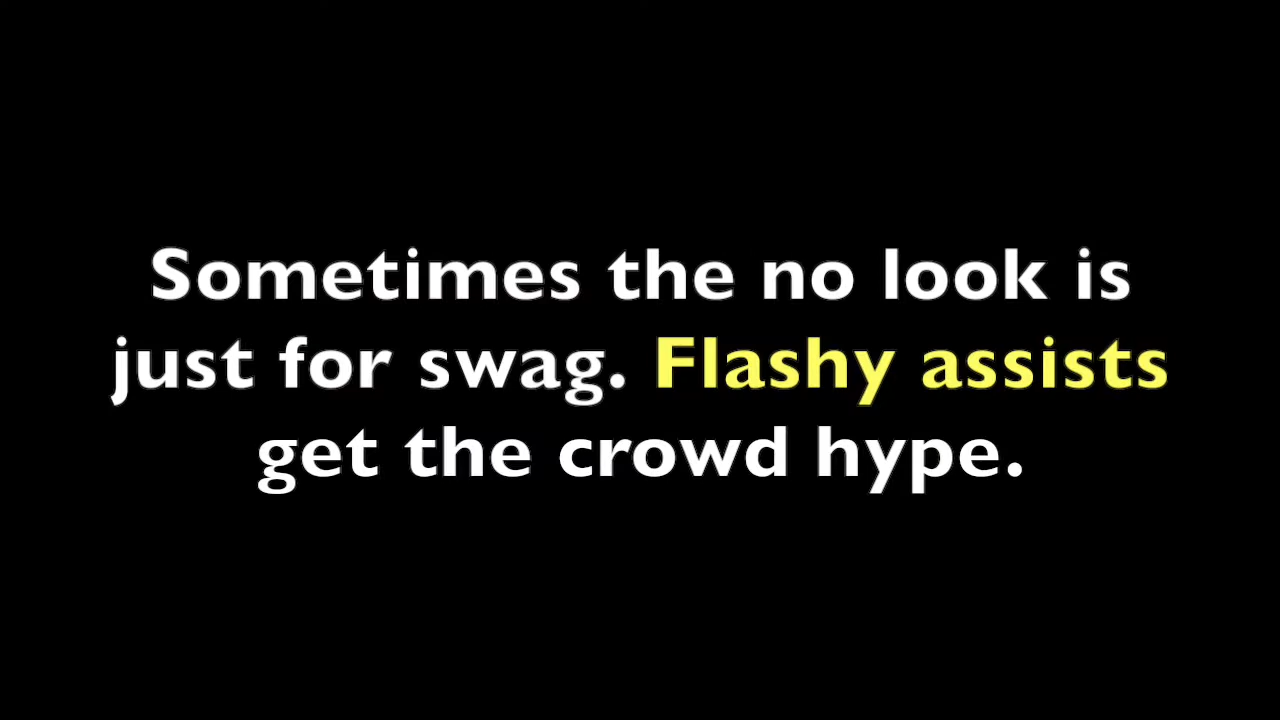 Sometimes the no look is
just for swag. Flashy assists
get the crowd hype.